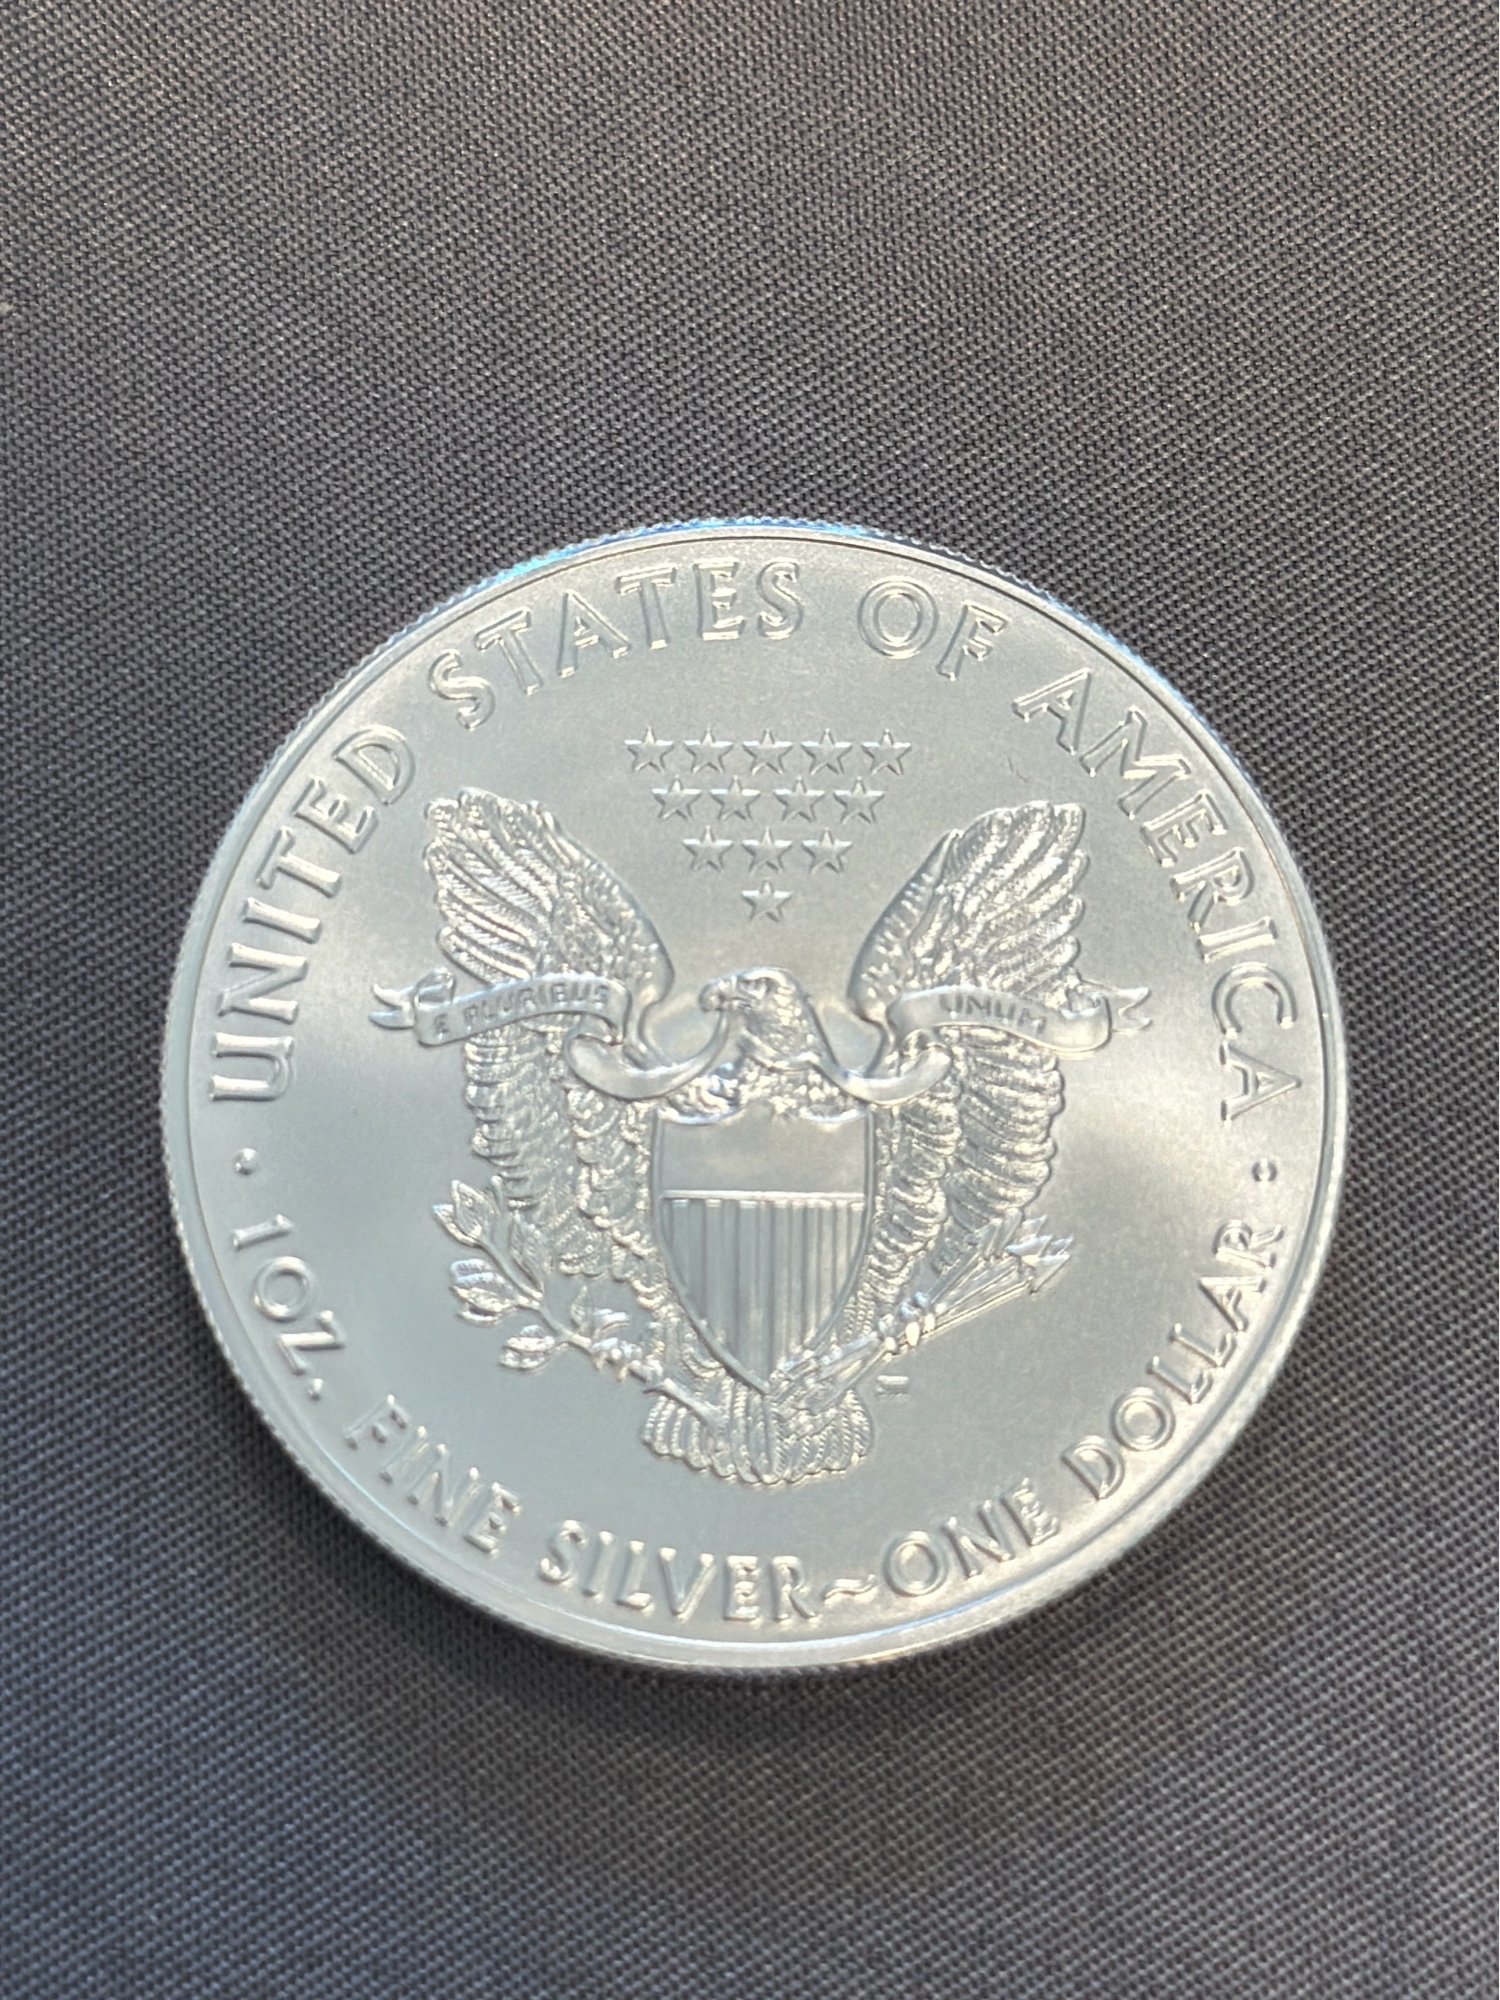 UNITED STATES OF AMERICA
E PLURIBUS UNUM
1 OZ. FINE SILVER~ONE DOLLAR